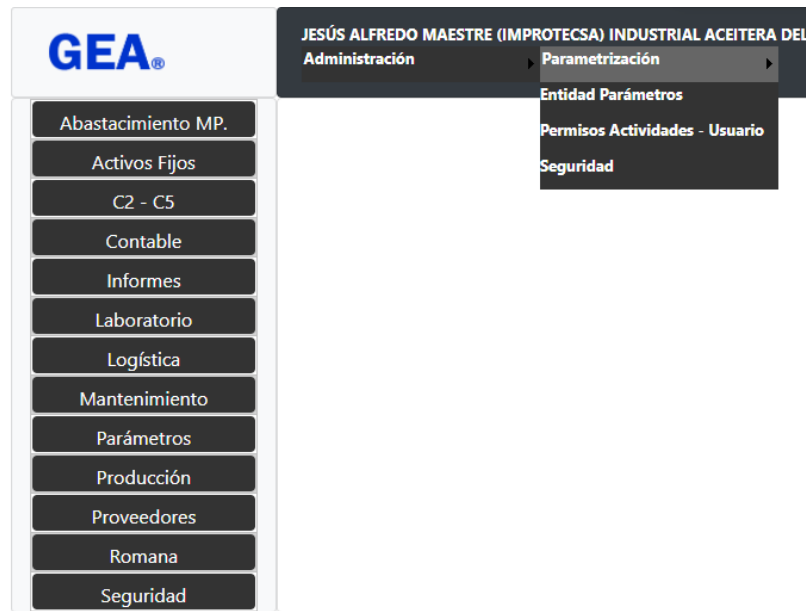 GEA®
JESÚS ALFREDO MAESTRE (IMPROTECSA) INDUSTRIAL ACEITERA DEL
Administración
Parametrización
Entidad Parámetros
Permisos Actividades - Usuario
Seguridad
Abastacimiento MP.
Activos Fijos
C2 - C5
Contable
Informes
Laboratorio
Logística
Mantenimiento
Parámetros
Producción
Proveedores
Romana
Seguridad